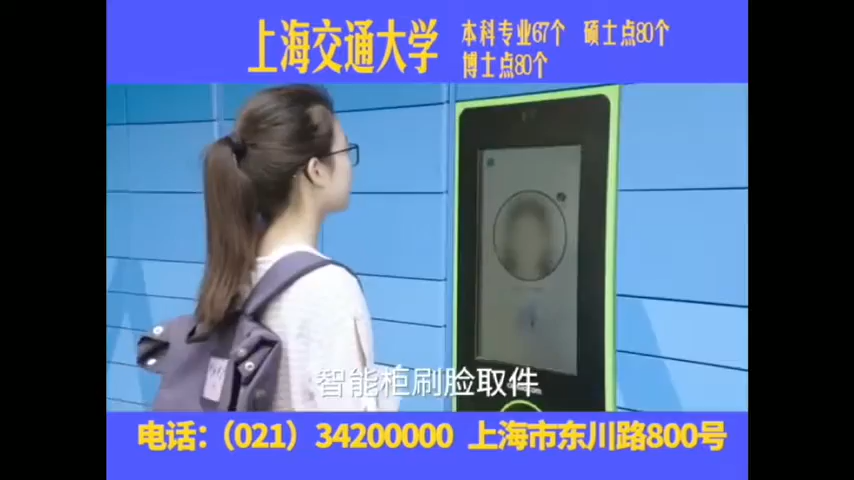 上海交通大学
本科专业67个 硕士点80个
博士点80个
智能柜刷脸取件
电话:（021）34200000 上海市东川路800号